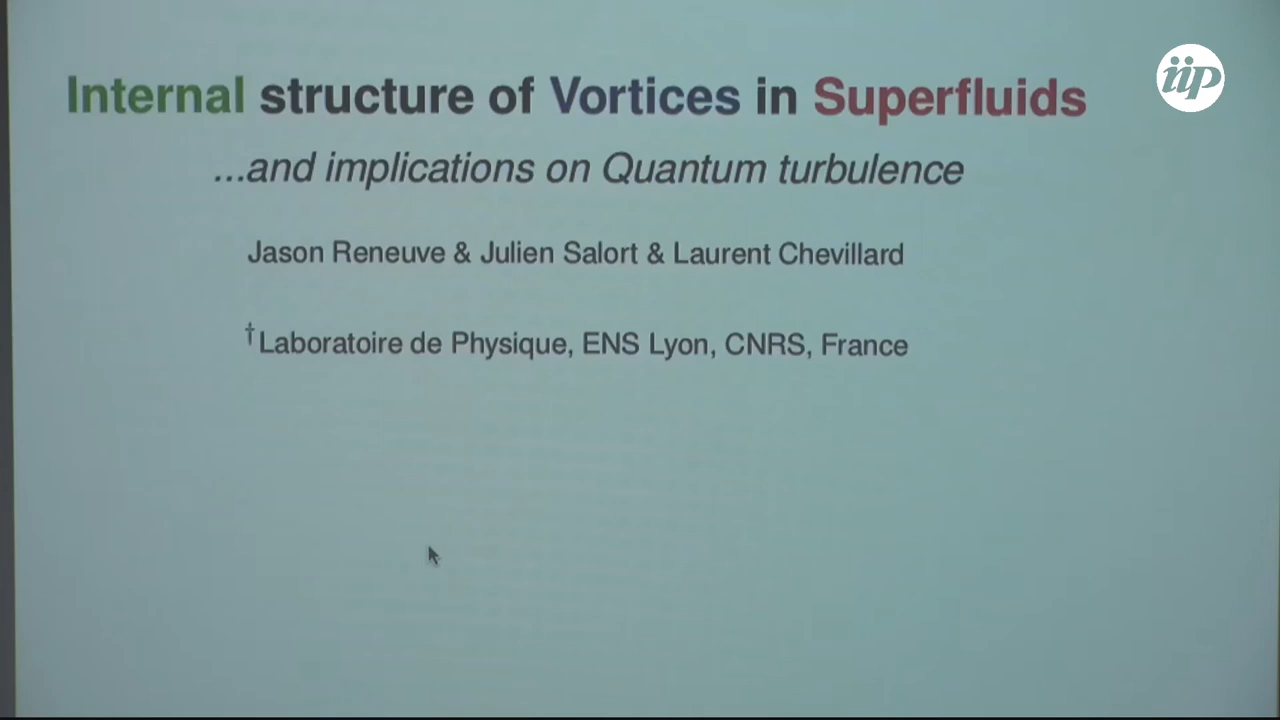 Internal structure of Vortices in Superfluids
...and implications on Quantum turbulence
Jason Reneuve & Julien Salort & Laurent Chevillard
†Laboratoire de Physique, ENS Lyon, CNRS, France
iip